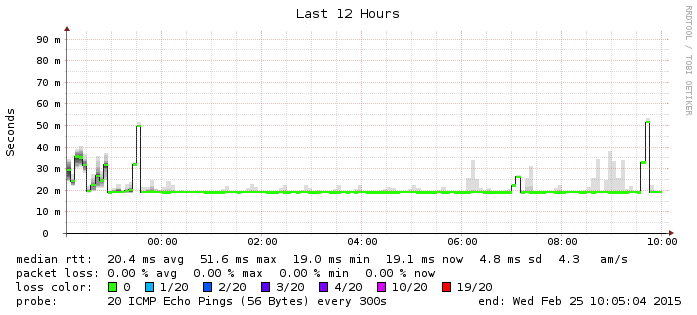 Last 12 Hours
RRDTOOL / TOBI OETIKER
Seconds
90 m
80 m
70 m
60 m
50 m
40 m
30 m
20 m
10 m
0
00:00 02:00 04:00 06:00 08:00 10:00
median rtt: 20.4 ms avg 51.6 ms max 19.0 ms min 19.1 ms now 4.8 ms sd 4.3 am/s
packet loss: 0.00 % avg 0.00 % max 0.00 % min 0.00 % now
loss color: 0 1/20 2/20 3/20 4/20 10/20 19/20
probe: 20 ICMP Echo Pings (56 Bytes) every 300s end: Wed Feb 25 10:05:04 2015